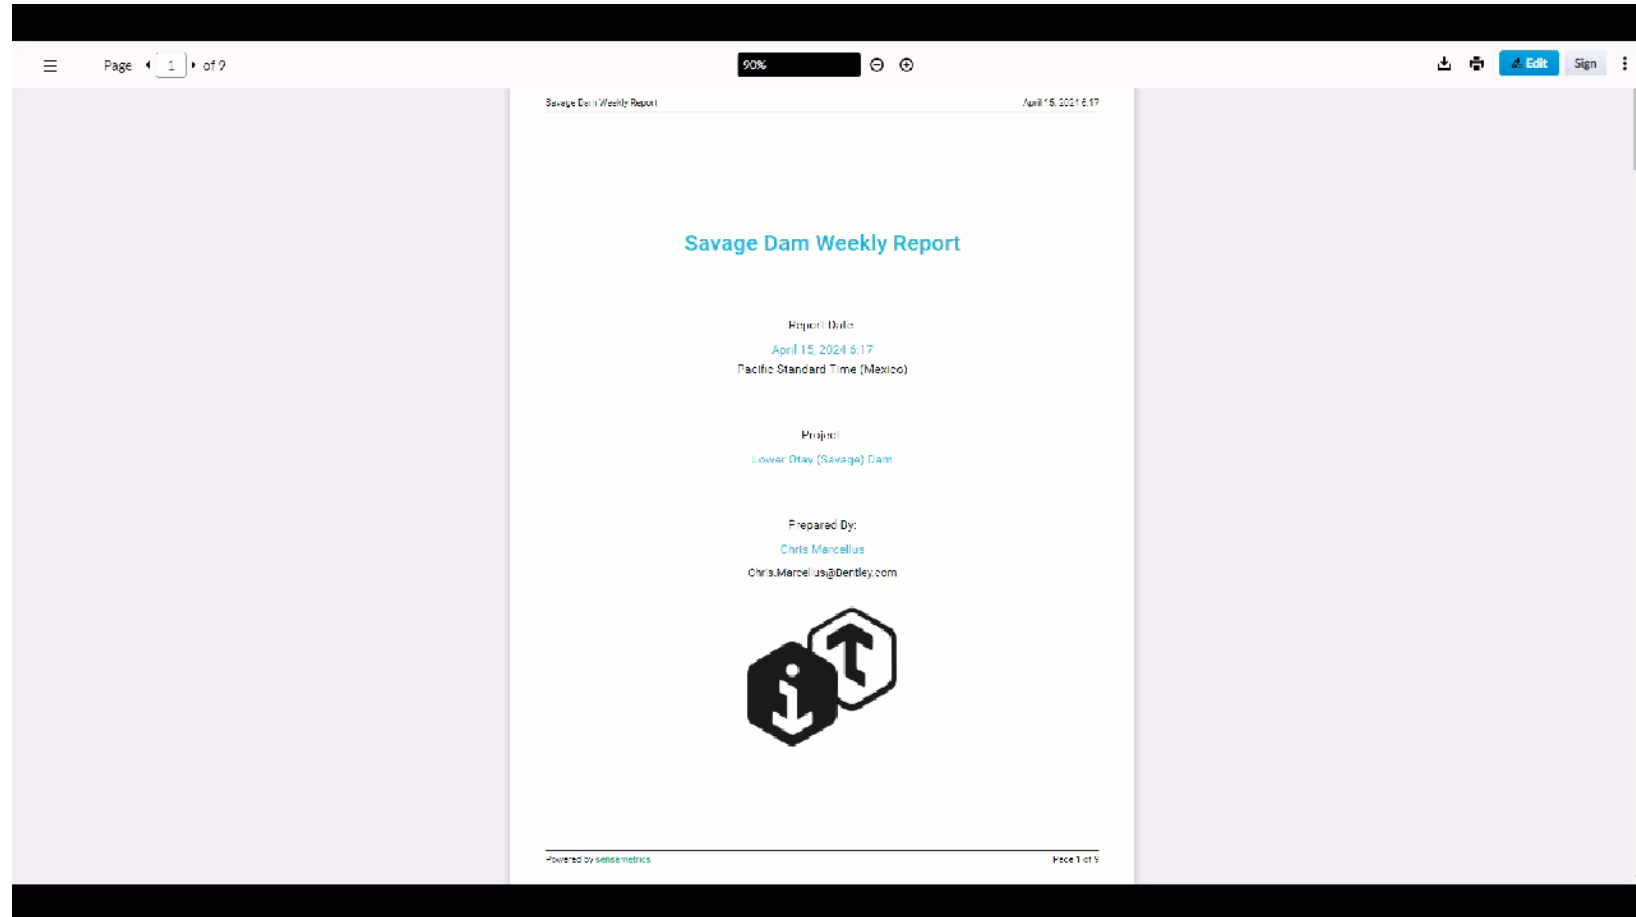 Page 1 of 9
90%
Edit
Sign
Savage Dam Weekly Report
April 15, 2024 6:17
Savage Dam Weekly Report
Report Date
April 15, 2024 6:17
Pacific Standard Time (Mexico)
Project
Lower Otay (Savage) Dam
Prepared By:
Chris Marcellus
Chris.Marcellus@Bentley.com
Powered by sensemetrics
Page 1 of 9